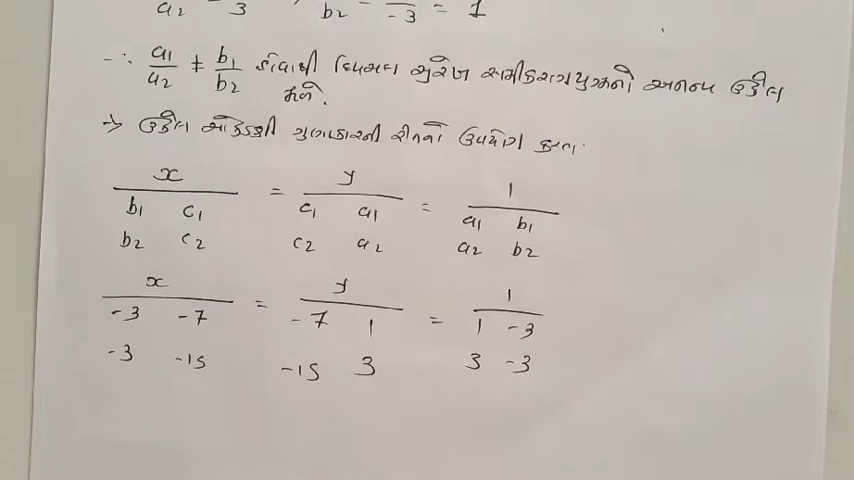 a2 3 , b2 = -3 = 1
∴ a1/a2 ≠ b1/b2 હોવાથી દ્વિચલ સુરેખ સમીકરણયુગ્મનો અનન્ય ઉકેલ
મળે.
→ ઉકેલ ચોકડી ગુણાકારની રીતનો ઉપયોગ કરતા.
x = y = 1
b1 c1 c1 a1 a1 b1
b2 c2 c2 a2 a2 b2
x = y = 1
-3 -7 -7 1 1 -3
-3 -15 -15 3 3 -3